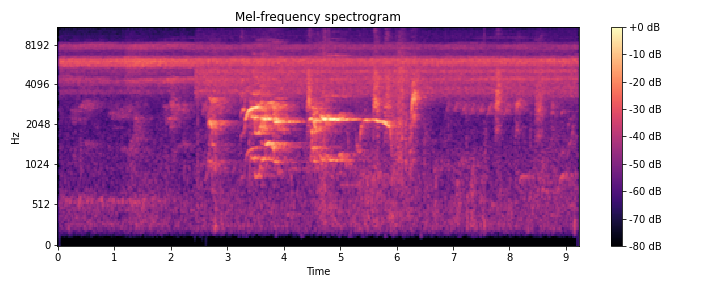 Mel-frequency spectrogram
Hz
8192
4096
2048
1024
512
0
0 1 2 3 4 5 6 7 8 9
Time
+0 dB
-10 dB
-20 dB
-30 dB
-40 dB
-50 dB
-60 dB
-70 dB
-80 dB